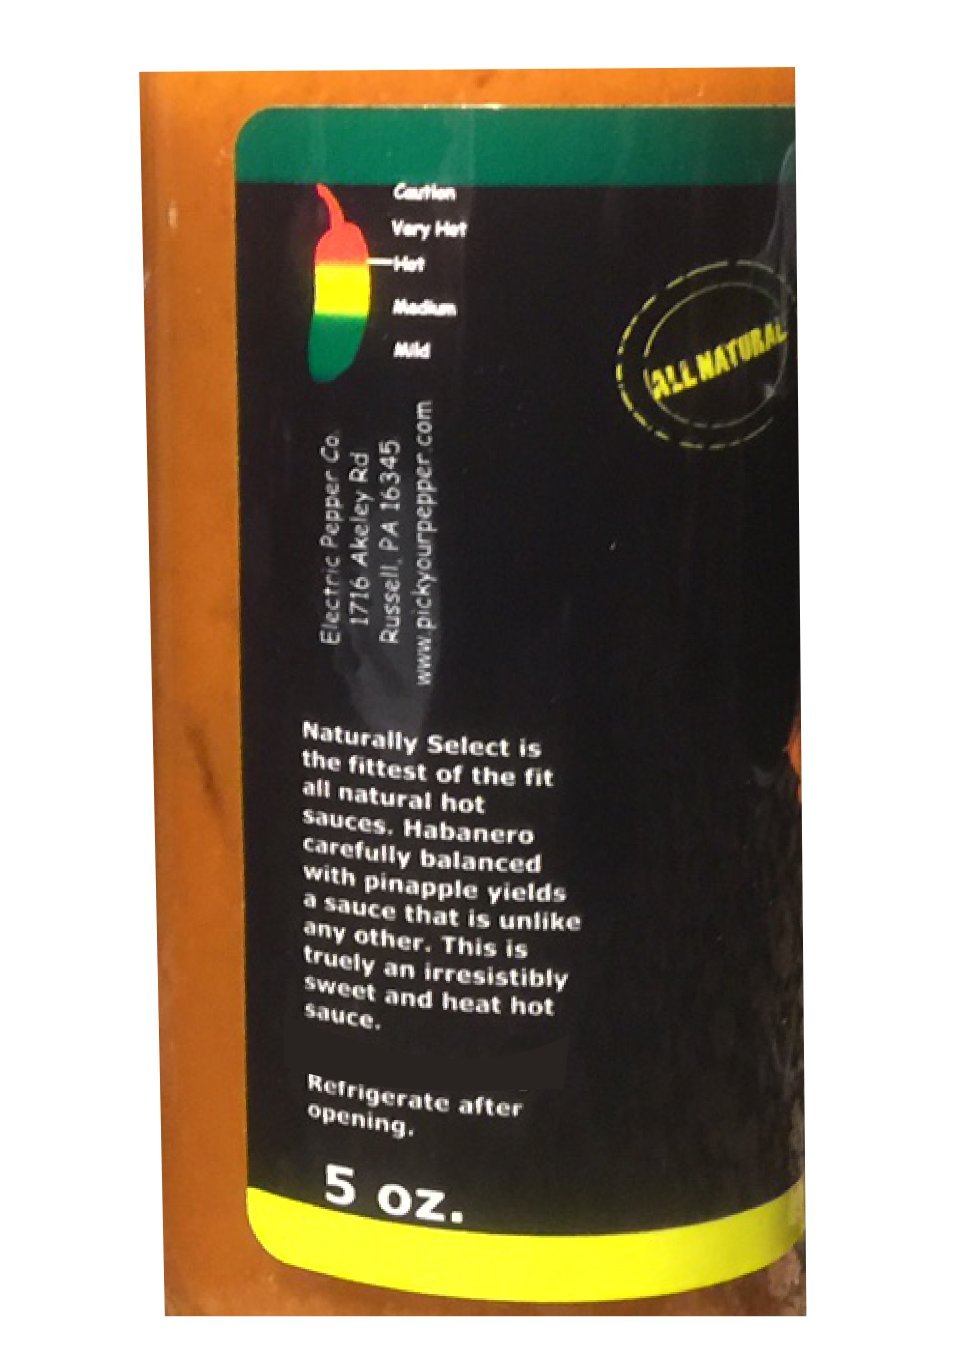 Caution
Very Hot
Hot
Medium
Mild
ALL NATURAL
Electric Pepper Co.
1716 Akeley Rd
Russell, PA 16345
www.pickyourpepper.com
Naturally Select is
the fittest of the fit
all natural hot
sauces. Habanero
carefully balanced
with pinapple yields
a sauce that is unlike
any other. This is
truely an irresistibly
sweet and heat hot
sauce.
Refrigerate after
opening.
5 oz.